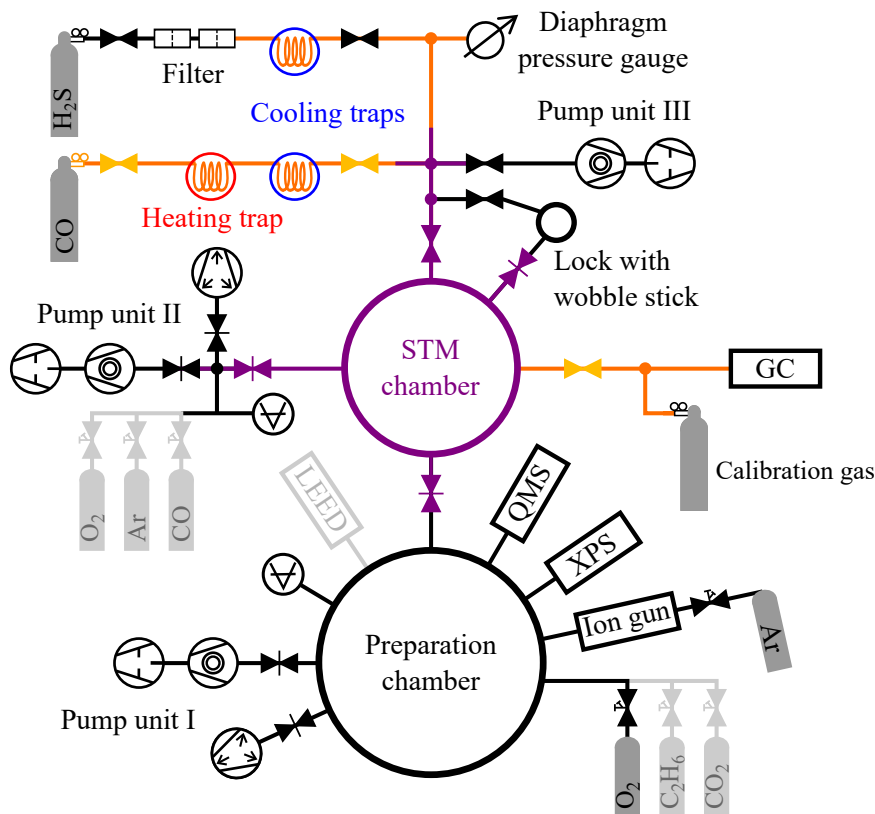 Diaphragm
pressure gauge
H₂S
Filter
Cooling traps
Pump unit III
CO
Heating trap
Lock with
wobble stick
Pump unit II
STM
chamber
GC
Calibration gas
O₂
Ar
CO
LEED
QMS
XPS
Ion gun
Ar
Preparation
chamber
Pump unit I
O₂
C₂H₆
CO₂